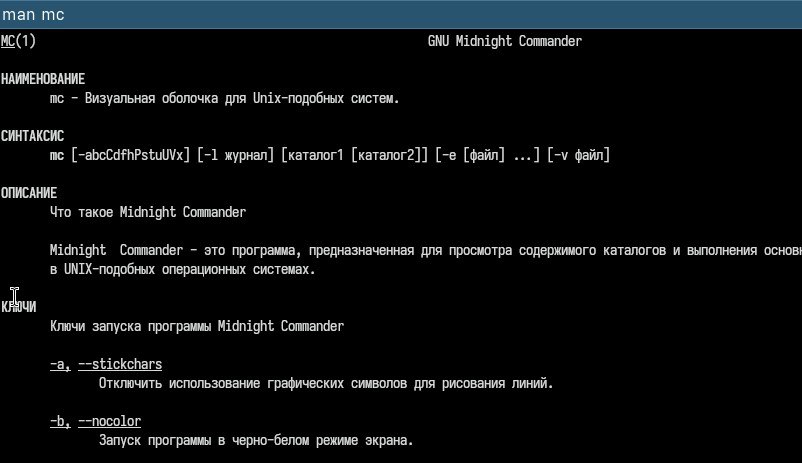 man mc
MC(1) GNU Midnight Commander
НАИМЕНОВАНИЕ
mc - Визуальная оболочка для Unix-подобных систем.
СИНТАКСИС
mc [-abcCdfhPstuUVx] [-l журнал] [каталог1 [каталог2]] [-e [файл] ...] [-v файл]
ОПИСАНИЕ
Что такое Midnight Commander
Midnight Commander - это программа, предназначенная для просмотра содержимого каталогов и выполнения
в UNIX-подобных операционных системах.
КЛЮЧИ
Ключи запуска программы Midnight Commander
-a, --stickchars
Отключить использование графических символов для рисования линий.
-b, --nocolor
Запуск программы в черно-белом режиме экрана.